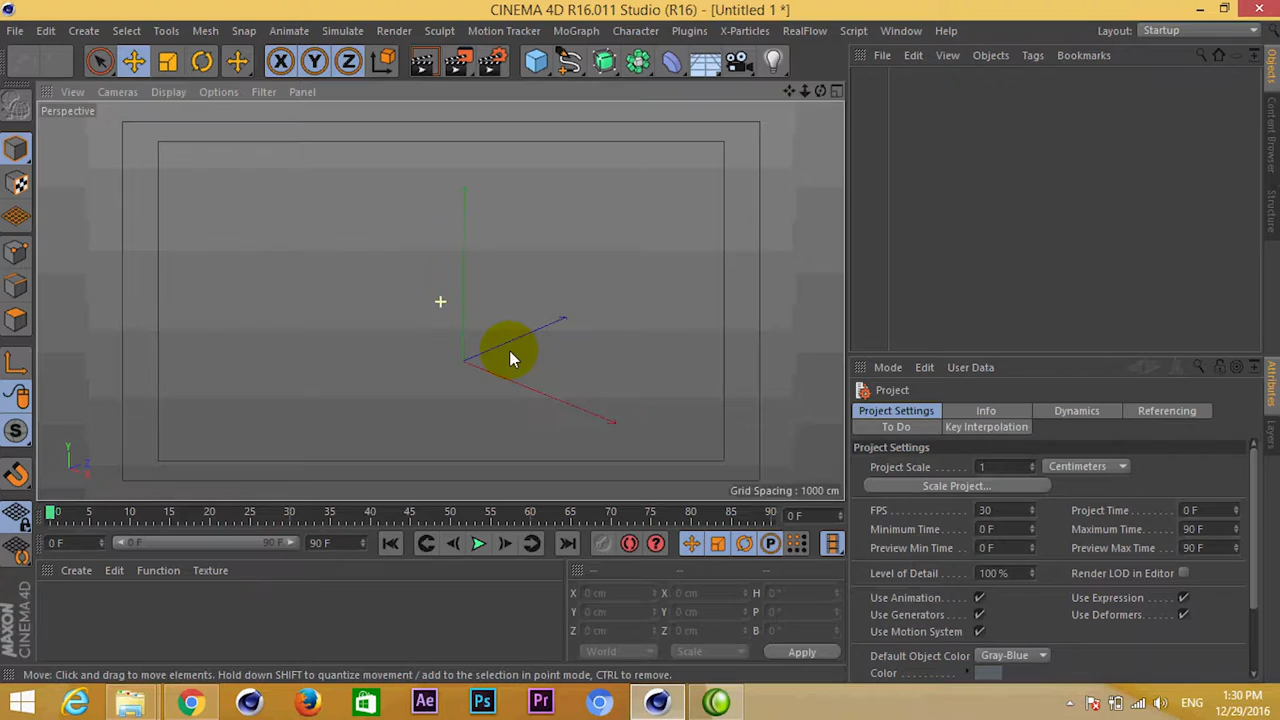 CINEMA 4D R16.011 Studio (R16) - [Untitled 1 *]
File Edit Create Select Tools Mesh Snap Animate Simulate Render Sculpt Motion Tracker MoGraph Character Plugins X-Particles RealFlow Script Window Help Layout: Startup
X Y Z
File Edit View Objects Tags Bookmarks
View Cameras Display Options Filter Panel
Perspective
Objects
Content Browser
Structure
Mode Edit User Data
Project
Project Settings Info Dynamics Referencing
To Do Key Interpolation
Project Settings
Project Scale 1 Centimeters
Scale Project...
FPS 30 Project Time 0 F
Minimum Time 0 F Maximum Time 90 F
Preview Min Time 0 F Preview Max Time 90 F
Level of Detail 100 % Render LOD in Editor
Use Animation Use Expression
Use Generators Use Deformers
Use Motion System
Default Object Color Gray-Blue
Color
Attributes
Layers
Y
Z
X
S
Grid Spacing : 1000 cm
0 5 10 15 20 25 30 35 40 45 50 55 60 65 70 75 80 85 90 0 F
0 F 0 F 90 F 90 F P
Create Edit Function Texture
-- -- --
X 0 cm X 0 cm H 0 °
Y 0 cm Y 0 cm P 0 °
Z 0 cm Z 0 cm B 0 °
World Scale Apply
MAXON
CINEMA 4D
Move: Click and drag to move elements. Hold down SHIFT to quantize movement / add to the selection in point mode, CTRL to remove.
Ae Ps Pr
ENG
1:30 PM
12/29/2016